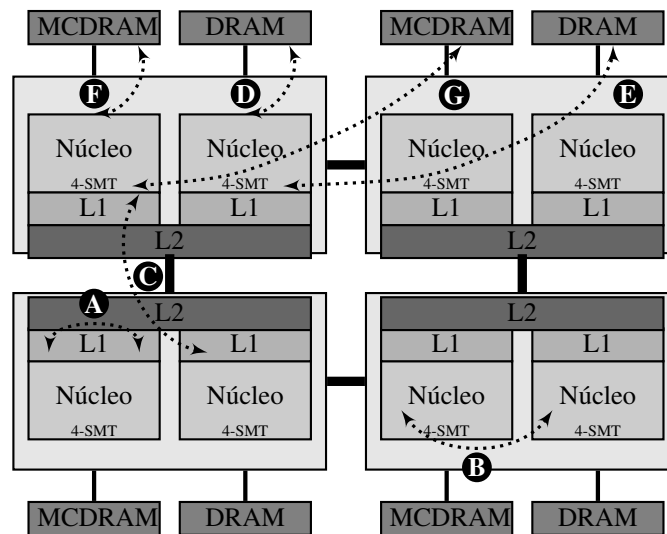 MCDRAM DRAM MCDRAM DRAM
F D G E
Núcleo Núcleo Núcleo Núcleo
4-SMT 4-SMT 4-SMT 4-SMT
L1 L1 L1 L1
L2 L2
C
A
L2 L2
L1 L1 L1 L1
Núcleo Núcleo Núcleo Núcleo
4-SMT 4-SMT 4-SMT 4-SMT
B
MCDRAM DRAM MCDRAM DRAM